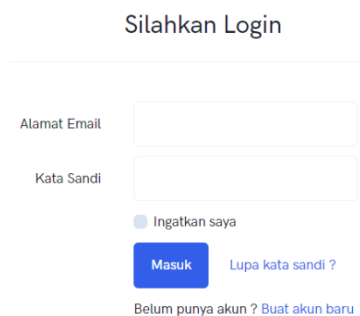 Silahkan Login
Alamat Email
Kata Sandi
Ingatkan saya
Masuk Lupa kata sandi ?
Belum punya akun ? Buat akun baru